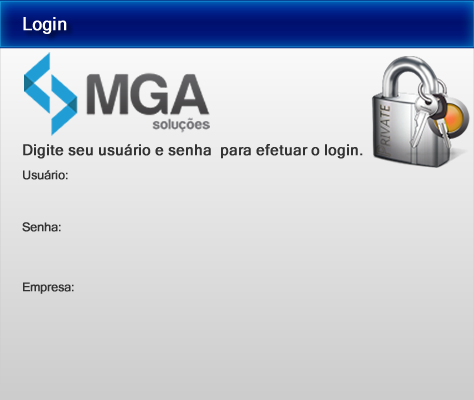 Login
MGA
soluções
PRIVATE
Digite seu usuário e senha para efetuar o login.
Usuário:
Senha:
Empresa: